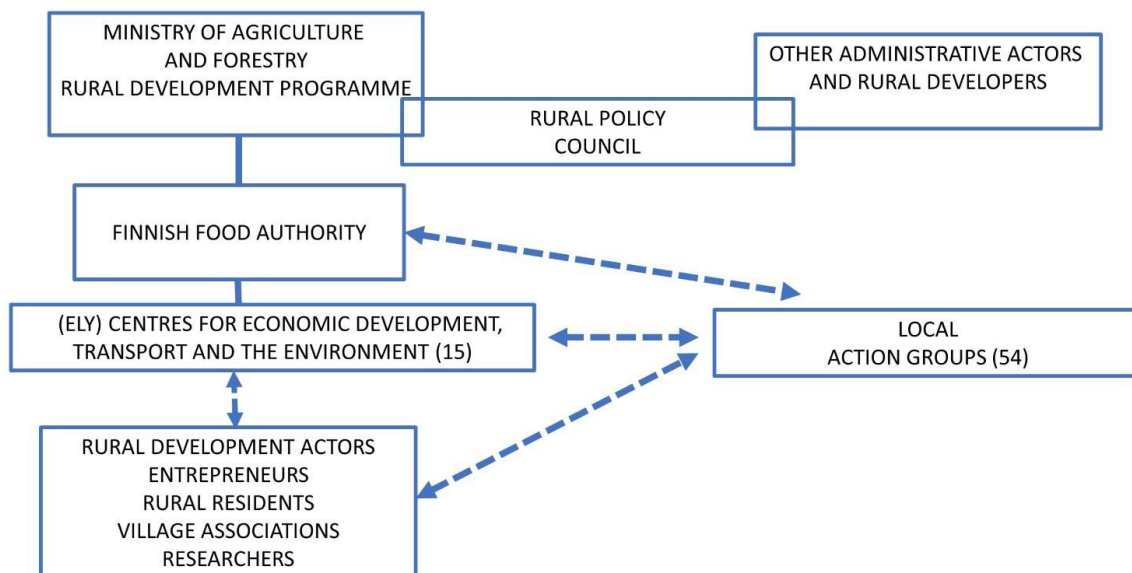 MINISTRY OF AGRICULTURE
AND FORESTRY
RURAL DEVELOPMENT PROGRAMME
OTHER ADMINISTRATIVE ACTORS
AND RURAL DEVELOPERS
RURAL POLICY
COUNCIL
FINNISH FOOD AUTHORITY
(ELY) CENTRES FOR ECONOMIC DEVELOPMENT,
TRANSPORT AND THE ENVIRONMENT (15)
LOCAL
ACTION GROUPS (54)
RURAL DEVELOPMENT ACTORS
ENTREPRENEURS
RURAL RESIDENTS
VILLAGE ASSOCIATIONS
RESEARCHERS